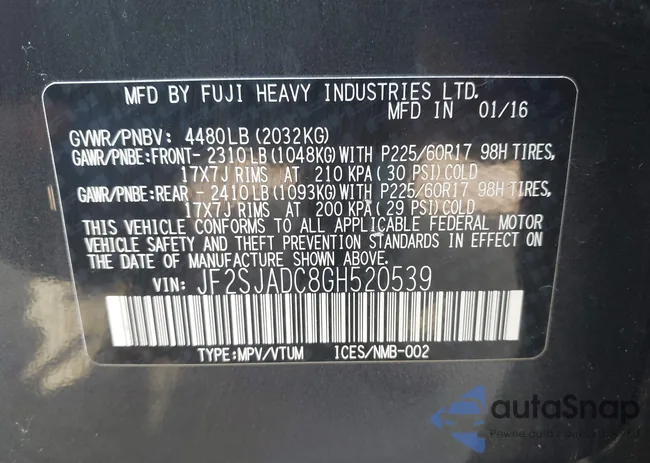 MFD BY FUJI HEAVY INDUSTRIES LTD.
MFD IN 01/16
GVWR/PNBV: 4480LB(2032KG)
GAWR/PNBE:FRONT- 2310LB(1048KG)WITH P225/60R17 98H TIRES,
17X7J RIMS AT 210 KPA(30 PSI)COLD
GAWR/PNBE:REAR - 2410LB(1093KG)WITH P225/60R17 98H TIRES,
17X7J RIMS AT 200 KPA(29 PSI)COLD
THIS VEHICLE CONFORMS TO ALL APPLICABLE FEDERAL MOTOR
VEHICLE SAFETY AND THEFT PREVENTION STANDARDS IN EFFECT ON
THE DATE OF MANUFACTURE SHOWN ABOVE.
VIN: JF2SJADC8GH520539
TYPE:MPV/VTUM ICES/NMB-002
autoSnap
Pewne auto z